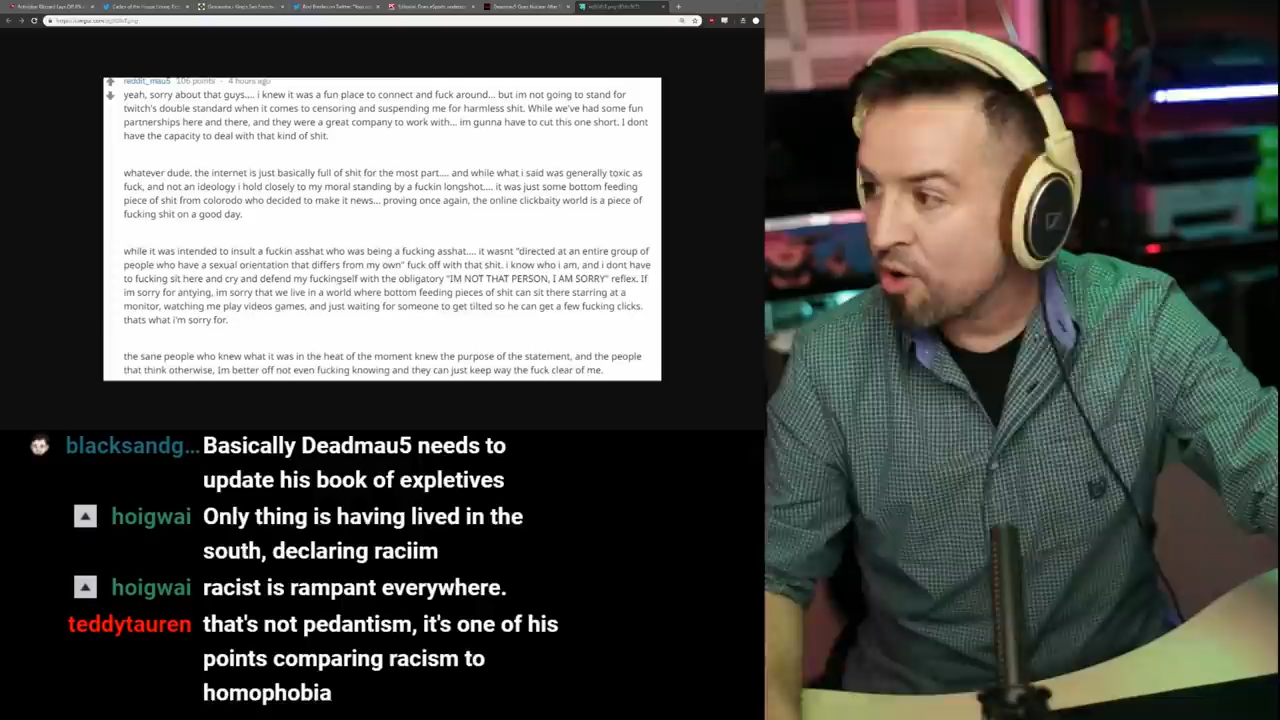 reddit_mau5 106 points · 4 hours ago
yeah, sorry about that guys.... i knew it was a fun place to connect and fuck around... but im not going to stand for
twitch's double standard when it comes to censoring and suspending me for harmless shit. While we've had some fun
partnerships here and there, and they were a great company to work with... im gunna have to cut this one short. I dont
have the capacity to deal with that kind of shit.
whatever dude. the internet is just basically full of shit for the most part.... and while what i said was generally toxic as
fuck, and not an ideology i hold closely to my moral standing by a fuckin longshot.... it was just some bottom feeding
piece of shit from colorodo who decided to make it news... proving once again, the online clickbaity world is a piece of
fucking shit on a good day.
while it was intended to insult a fuckin asshat who was being a fucking asshat.... it wasnt "directed at an entire group of
people who have a sexual orientation that differs from my own" fuck off with that shit. i know who i am, and i dont have
to fucking sit here and cry and defend my fuckingself with the obligatory "IM NOT THAT PERSON, I AM SORRY" reflex. If
im sorry for antying, im sorry that we live in a world where bottom feeding pieces of shit can sit there starring at a
monitor, watching me play videos games, and just waiting for someone to get tilted so he can get a few fucking clicks.
thats what i'm sorry for.
the sane people who knew what it was in the heat of the moment knew the purpose of the statement, and the people
that think otherwise, Im better off not even fucking knowing and they can just keep way the fuck clear of me.
blacksandg... Basically Deadmau5 needs to
update his book of expletives
hoigwai Only thing is having lived in the
south, declaring raciim
hoigwai racist is rampant everywhere.
teddytauren that's not pedantism, it's one of his
points comparing racism to
homophobia